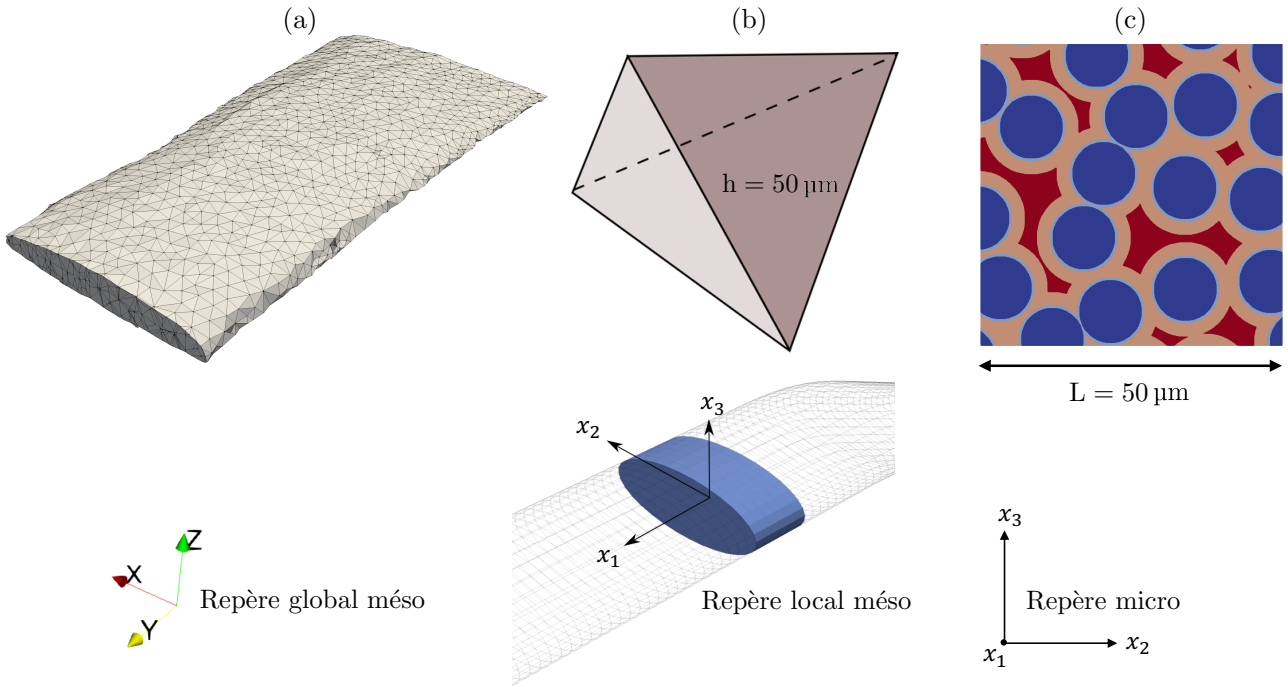 (a)
(b)
(c)
h = 50 µm
L = 50 µm
x₃
x₂
x₁
Z
X
Y
Repère global méso
Repère local méso
x₃
Repère micro
x₂
x₁